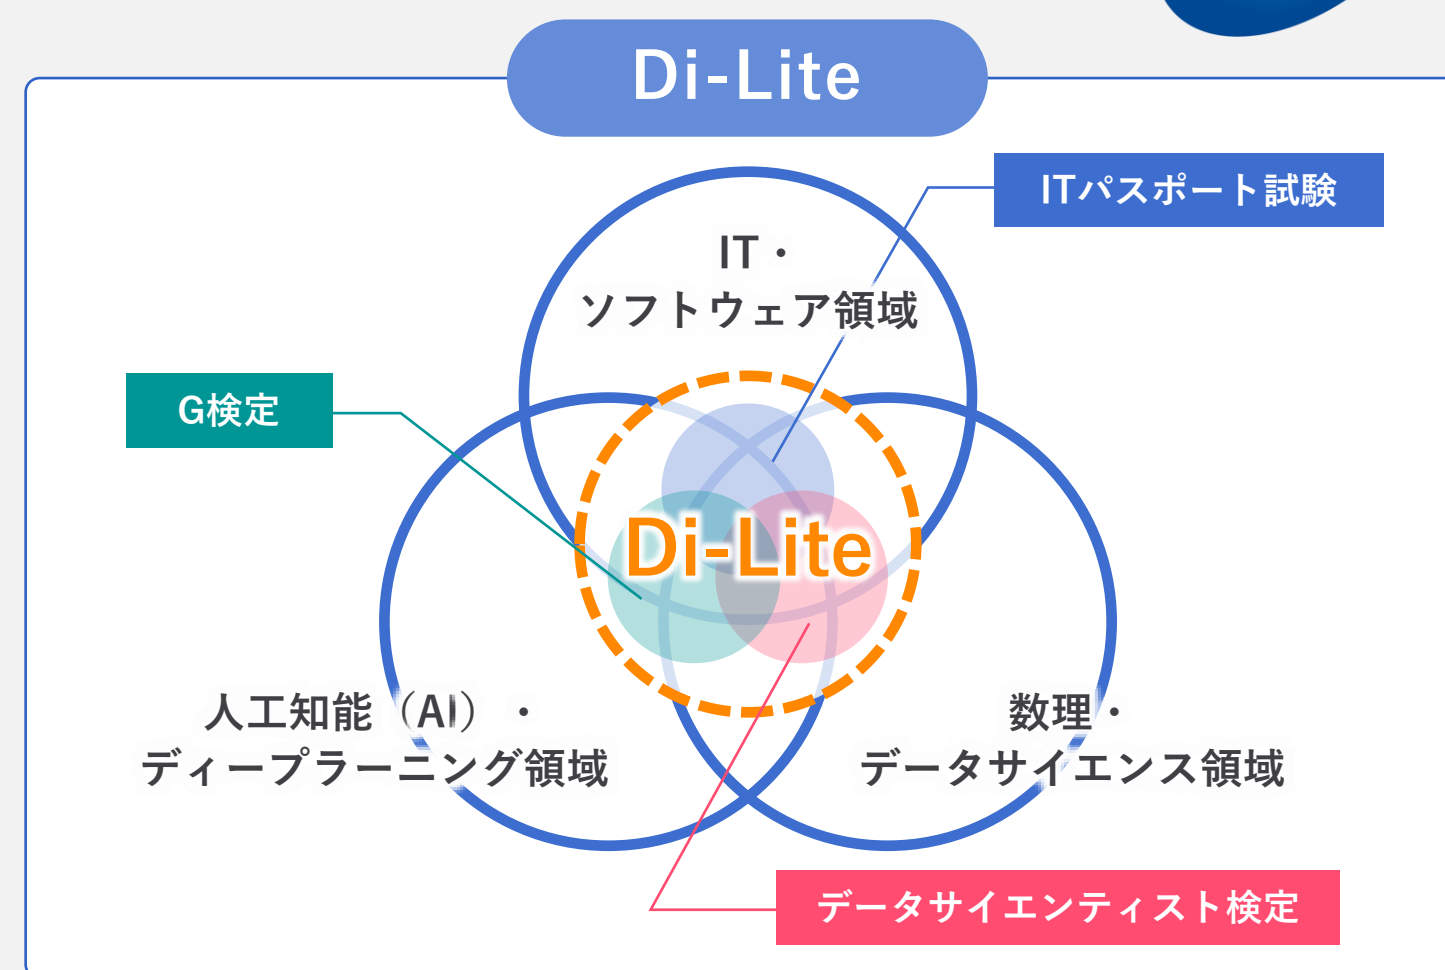 Di-Lite
ITパスポート試験
IT・
ソフトウェア領域
G検定
Di-Lite
人工知能（AI）・
ディープラーニング領域
数理・
データサイエンス領域
データサイエンティスト検定